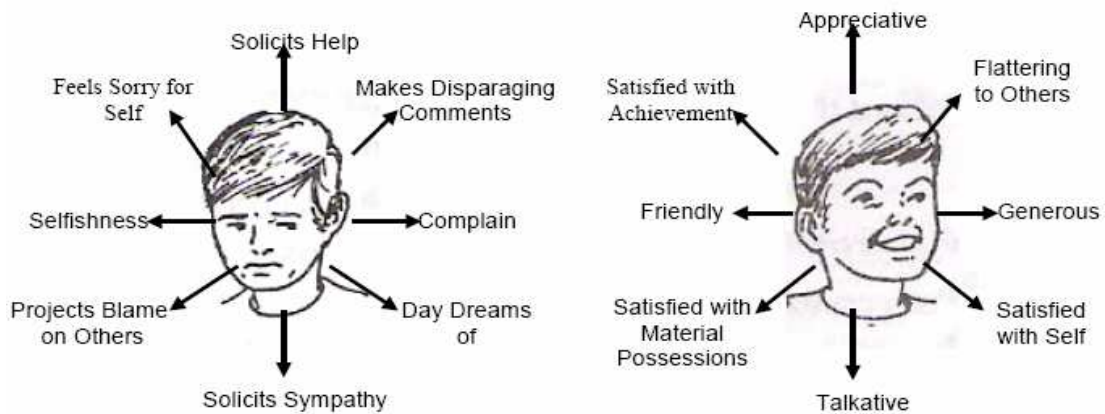 Solicits Help
Feels Sorry for
Self
Makes Disparaging
Comments
Selfishness
Complain
Projects Blame
on Others
Day Dreams
of
Solicits Sympathy
Appreciative
Satisfied with
Achievement
Flattering
to Others
Friendly
Generous
Satisfied with
Material
Possessions
Satisfied
with Self
Talkative